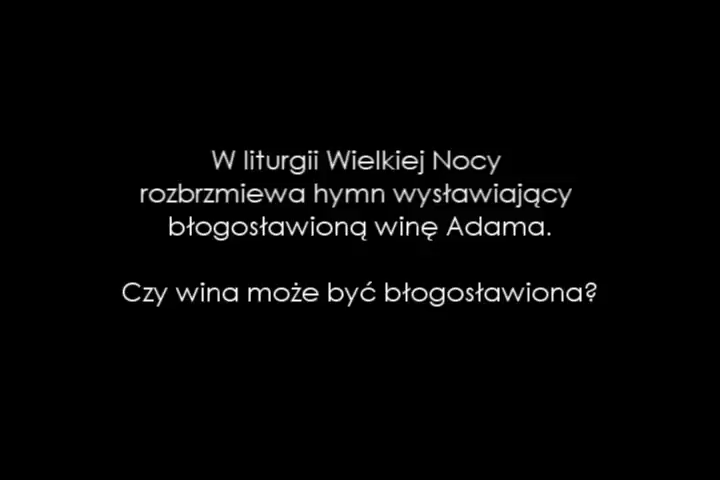 W liturgii Wielkiej Nocy
rozbrzmiewa hymn wysławiający
błogosławioną winę Adama.
Czy wina może być błogosławiona?